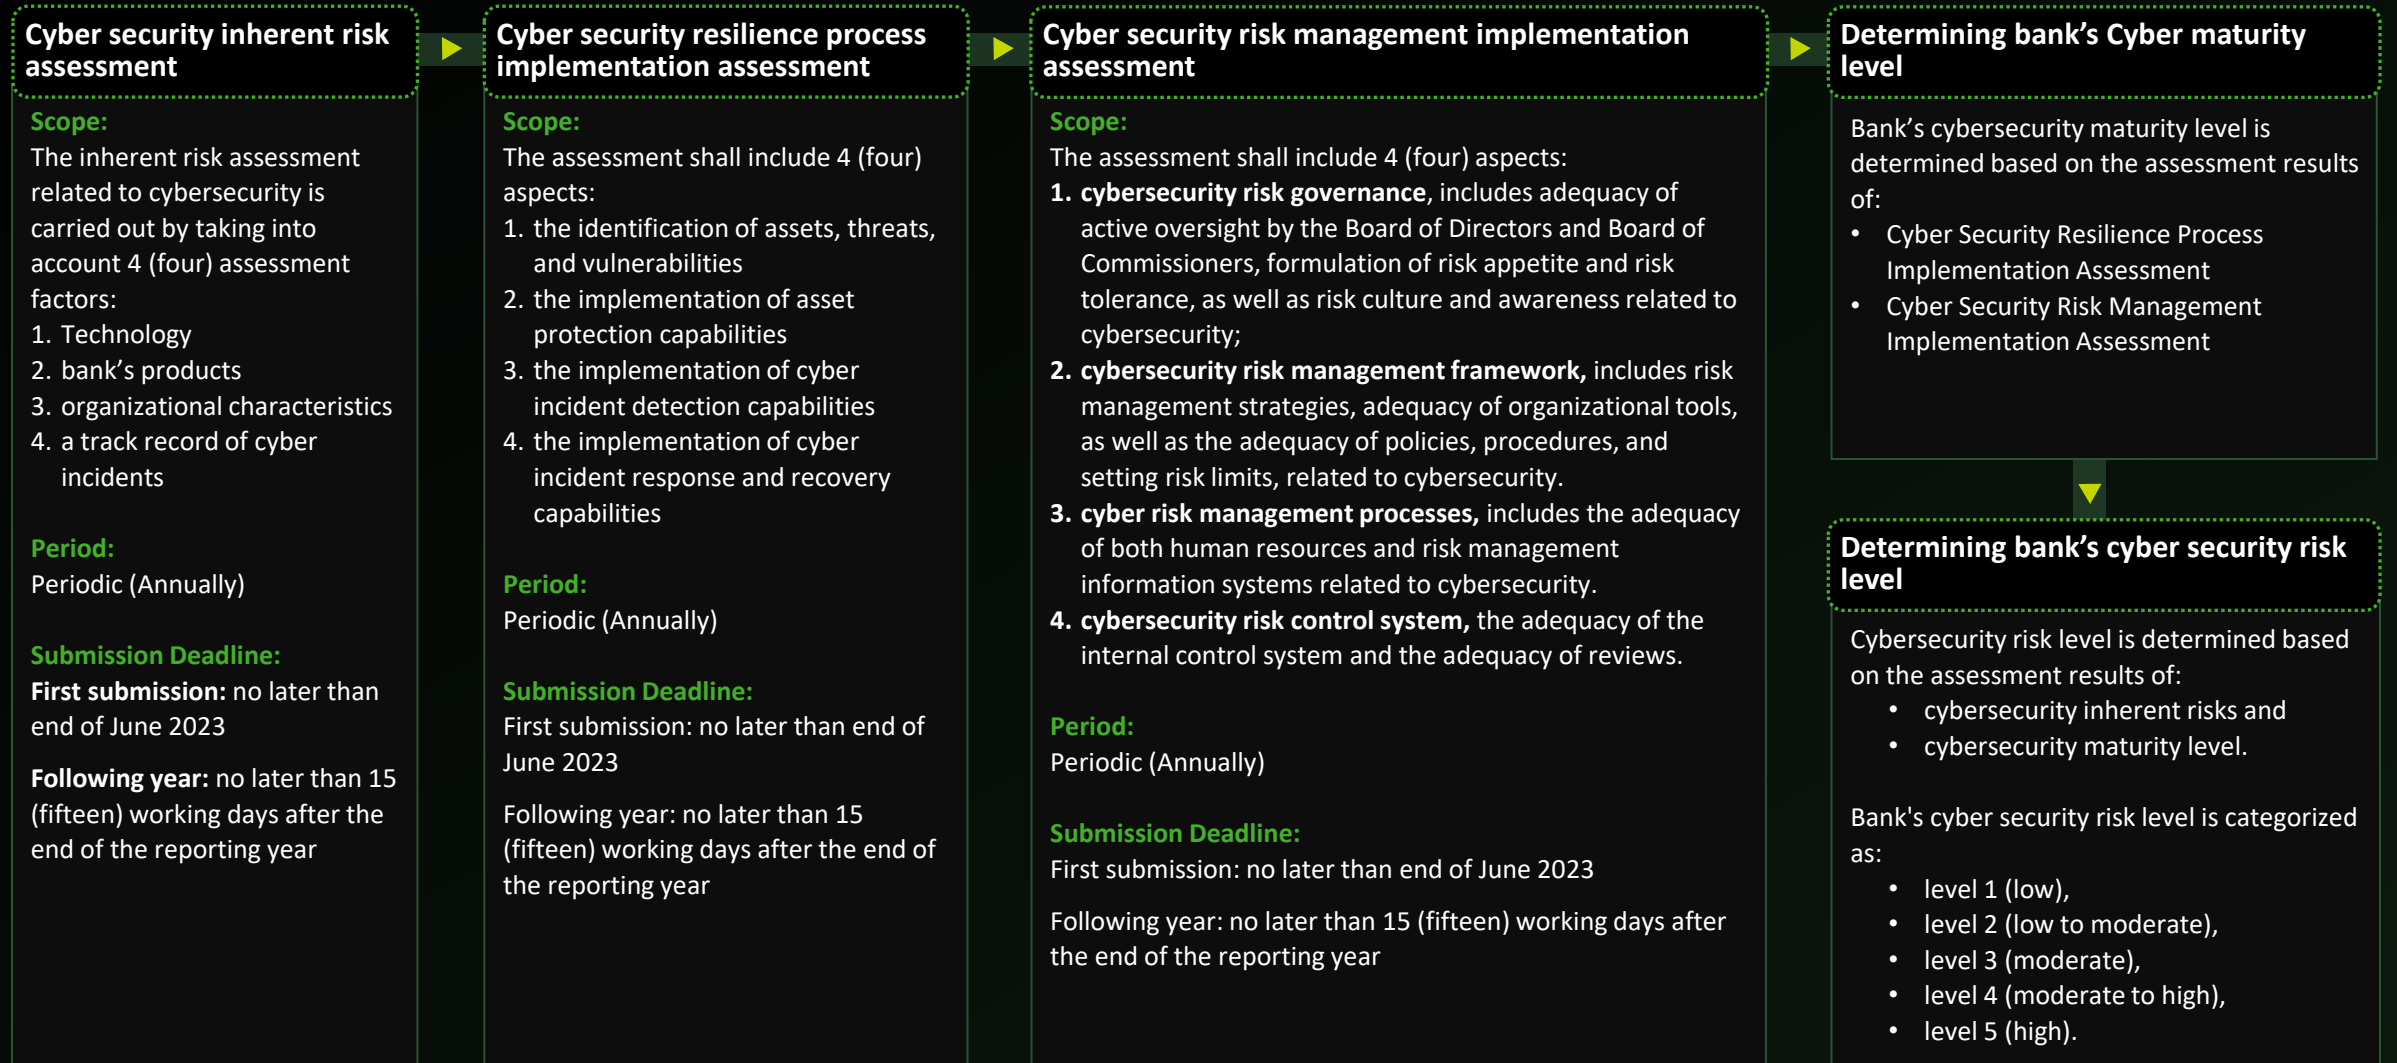 Cyber security inherent risk
assessment
Scope:
The inherent risk assessment
related to cybersecurity is
carried out by taking into
account 4 (four) assessment
factors:
1. Technology
2. bank's products
3. organizational characteristics
4. a track record of cyber
incidents
Period:
Periodic (Annually)
Submission Deadline:
First submission: no later than
end of June 2023
Following year: no later than 15
(fifteen) working days after the
end of the reporting year
Cyber security resilience process
implementation assessment
Scope:
The assessment shall include 4 (four)
aspects:
1. the identification of assets, threats,
and vulnerabilities
2. the implementation of asset
protection capabilities
3. the implementation of cyber
incident detection capabilities
4. the implementation of cyber
incident response and recovery
capabilities
Period:
Periodic (Annually)
Submission Deadline:
First submission: no later than end of
June 2023
Following year: no later than 15
(fifteen) working days after the end of
the reporting year
Cyber security risk management implementation
assessment
Scope:
The assessment shall include 4 (four) aspects:
1. cybersecurity risk governance, includes adequacy of
active oversight by the Board of Directors and Board of
Commissioners, formulation of risk appetite and risk
tolerance, as well as risk culture and awareness related to
cybersecurity;
2. cybersecurity risk management framework, includes risk
management strategies, adequacy of organizational tools,
as well as the adequacy of policies, procedures, and
setting risk limits, related to cybersecurity.
3. cyber risk management processes, includes the adequacy
of both human resources and risk management
information systems related to cybersecurity.
4. cybersecurity risk control system, the adequacy of the
internal control system and the adequacy of reviews.
Period:
Periodic (Annually)
Submission Deadline:
First submission: no later than end of June 2023
Following year: no later than 15 (fifteen) working days after
the end of the reporting year
Determining bank's Cyber maturity
level
Bank's cybersecurity maturity level is
determined based on the assessment results
of:
• Cyber Security Resilience Process
Implementation Assessment
• Cyber Security Risk Management
Implementation Assessment
Determining bank's cyber security risk
level
Cybersecurity risk level is determined based
on the assessment results of:
• cybersecurity inherent risks and
• cybersecurity maturity level.
Bank's cyber security risk level is categorized
as:
• level 1 (low),
• level 2 (low to moderate),
• level 3 (moderate),
• level 4 (moderate to high),
• level 5 (high).